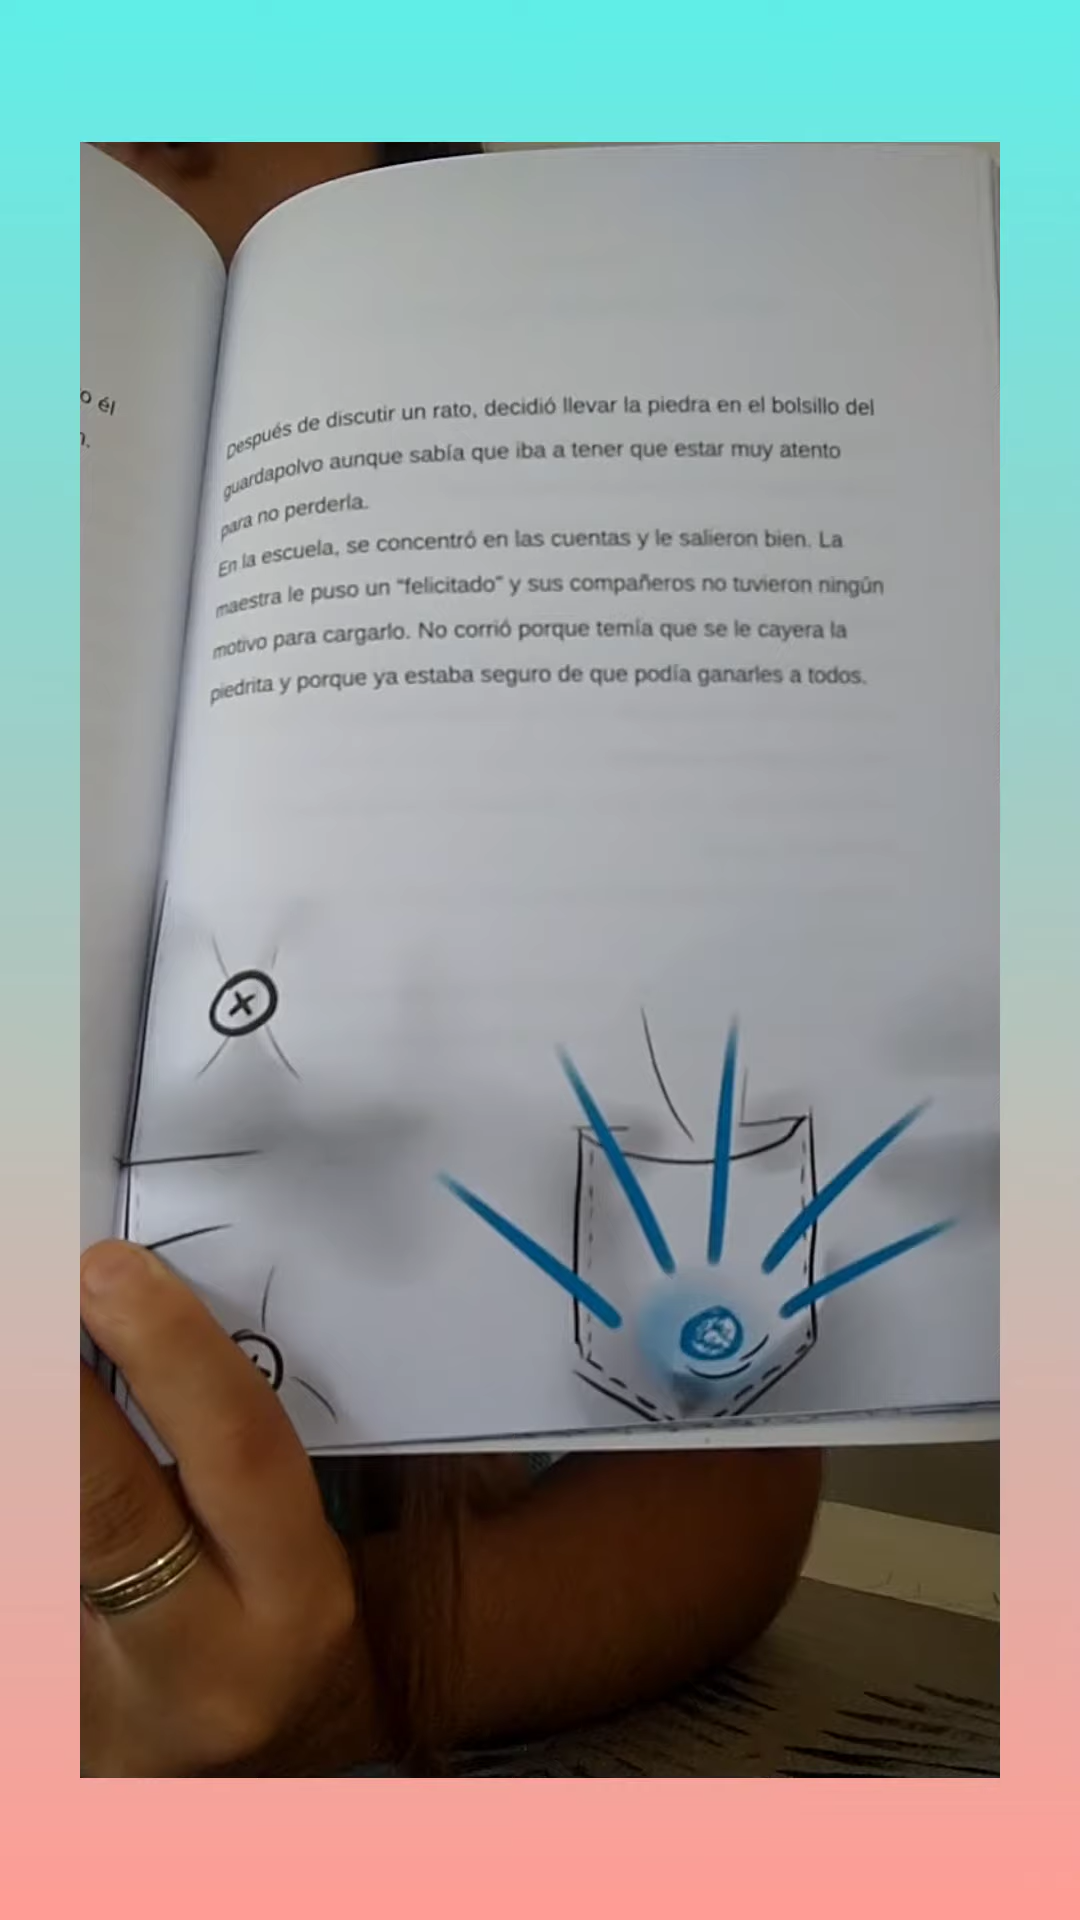 o él
Después de discutir un rato, decidió llevar la piedra en el bolsillo del
guardapolvo aunque sabía que iba a tener que estar muy atento
para no perderla.
En la escuela, se concentró en las cuentas y le salieron bien. La
maestra le puso un "felicitado" y sus compañeros no tuvieron ningún
motivo para cargarlo. No corrió porque temía que se le cayera la
piedrita y porque ya estaba seguro de que podía ganarles a todos.